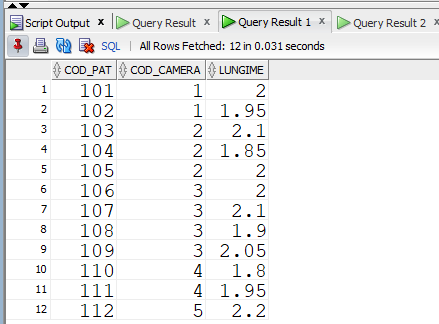 Script Output x Query Result x Query Result 1 x Query Result 2 x
SQL | All Rows Fetched: 12 in 0.031 seconds
COD_PAT COD_CAMERA LUNGIME
1 101 1 2
2 102 1 1.95
3 103 2 2.1
4 104 2 1.85
5 105 2 2
6 106 3 2
7 107 3 2.1
8 108 3 1.9
9 109 3 2.05
10 110 4 1.8
11 111 4 1.95
12 112 5 2.2